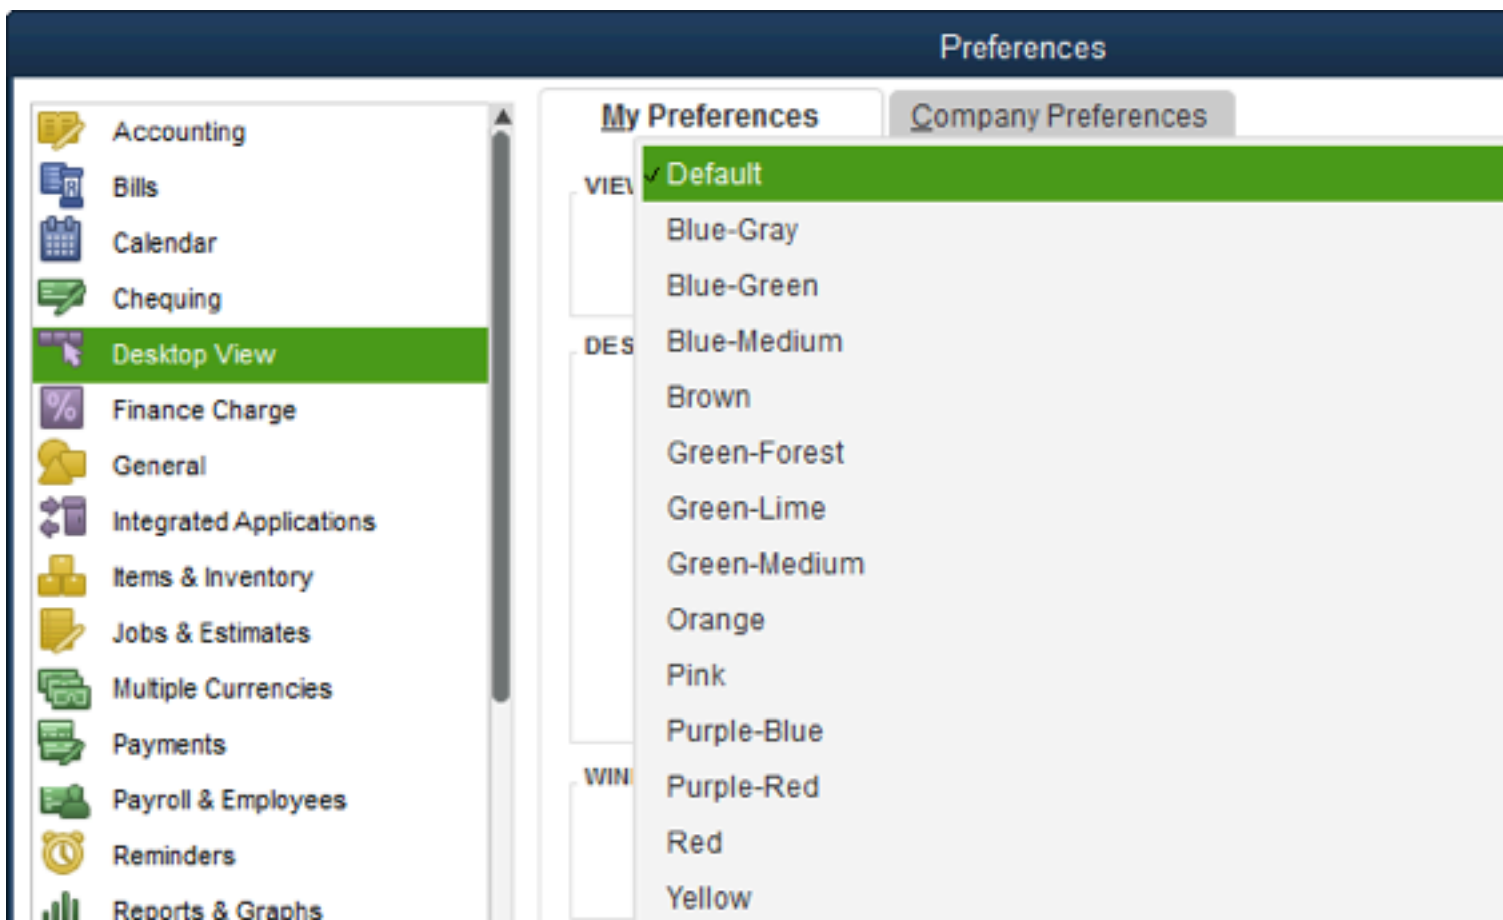 Preferences
Accounting
Bills
Calendar
Chequing
Desktop View
Finance Charge
General
Integrated Applications
Items & Inventory
Jobs & Estimates
Multiple Currencies
Payments
Payroll & Employees
Reminders
Reports & Graphs
My Preferences
Company Preferences
Default
Blue-Gray
Blue-Green
Blue-Medium
Brown
Green-Forest
Green-Lime
Green-Medium
Orange
Pink
Purple-Blue
Purple-Red
Red
Yellow